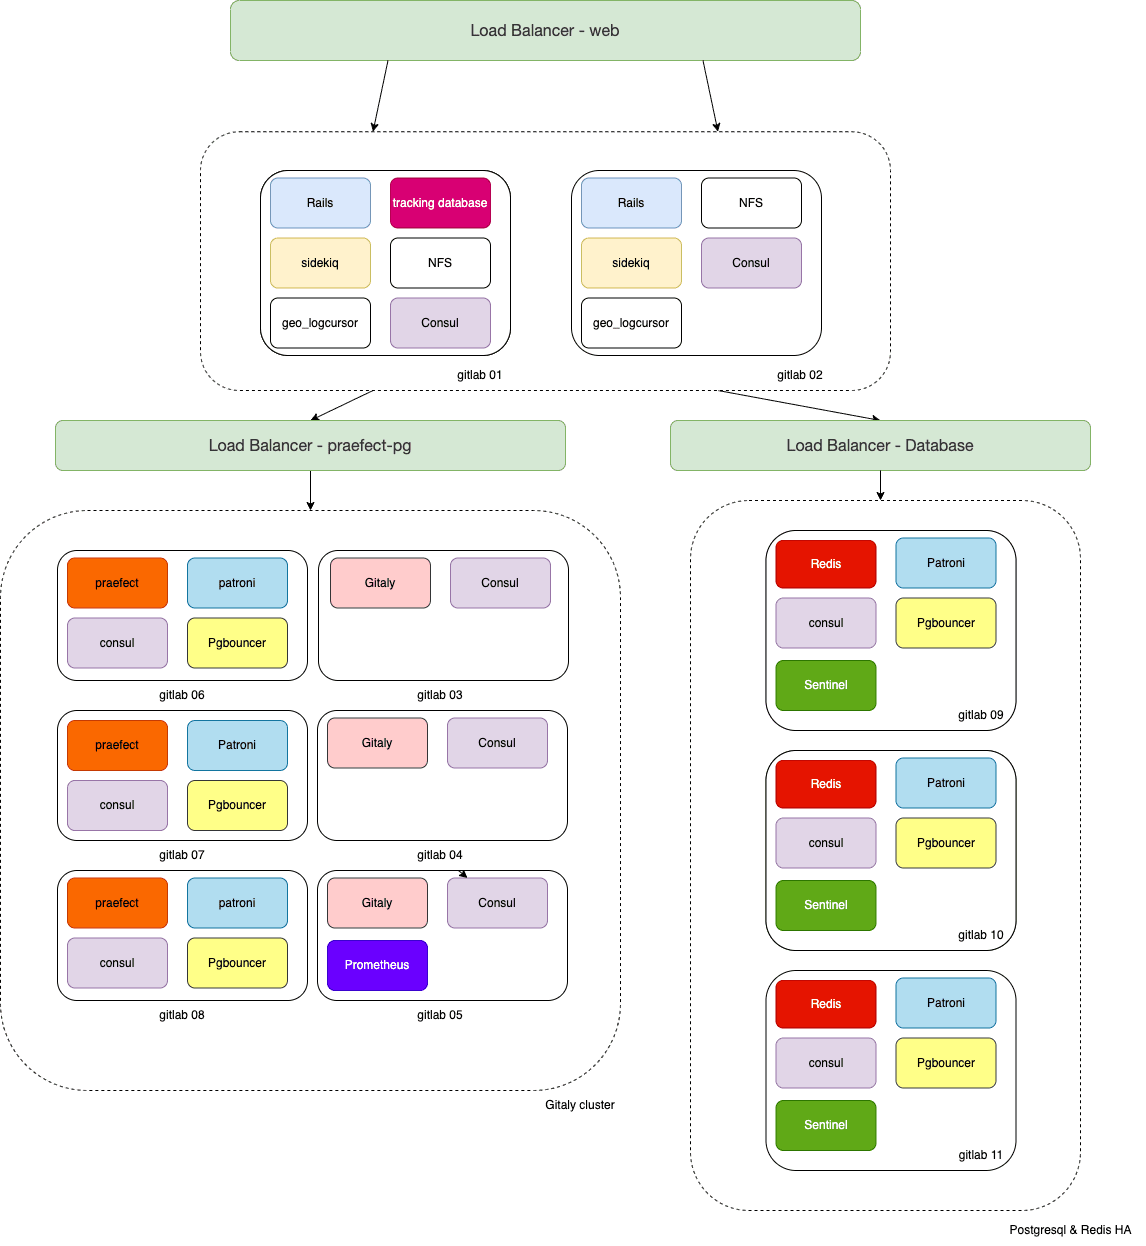 Load Balancer - web
Rails
tracking database
sidekiq
NFS
geo_logcursor
Consul
gitlab 01
Rails
NFS
sidekiq
Consul
geo_logcursor
gitlab 02
Load Balancer - praefect-pg
Load Balancer - Database
praefect
patroni
consul
Pgbouncer
gitlab 06
Gitaly
Consul
gitlab 03
praefect
Patroni
consul
Pgbouncer
gitlab 07
Gitaly
Consul
gitlab 04
praefect
patroni
consul
Pgbouncer
gitlab 08
Gitaly
Consul
Prometheus
gitlab 05
Gitaly cluster
Redis
Patroni
consul
Pgbouncer
Sentinel
gitlab 09
Redis
Patroni
consul
Pgbouncer
Sentinel
gitlab 10
Redis
Patroni
consul
Pgbouncer
Sentinel
gitlab 11
Postgresql & Redis HA